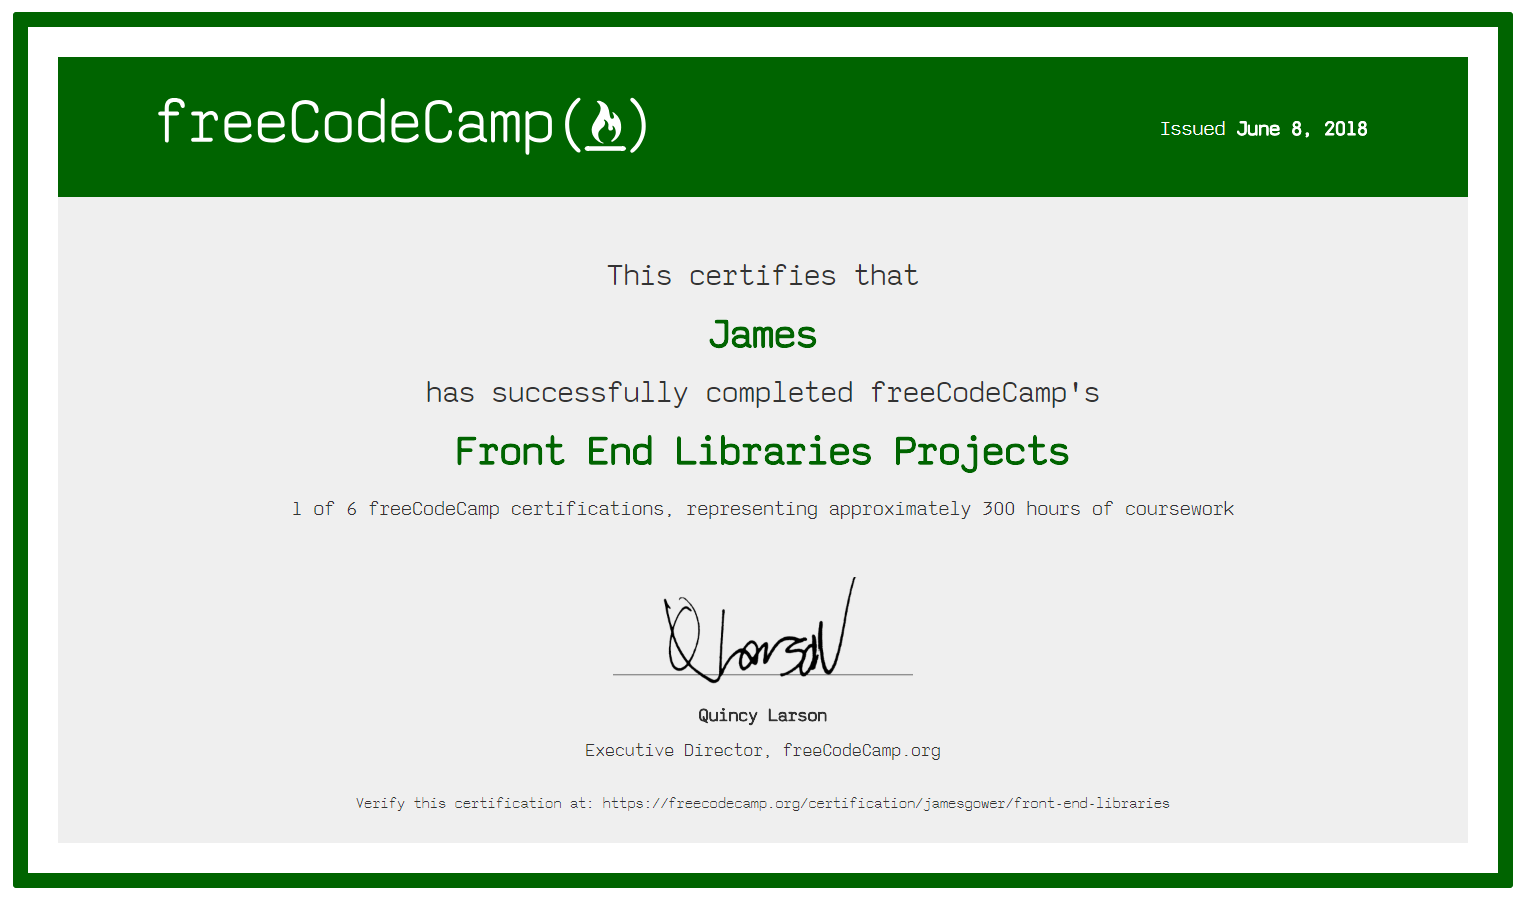 freeCodeCamp()
Issued June 8, 2018
This certifies that
James
has successfully completed freeCodeCamp's
Front End Libraries Projects
1 of 6 freeCodeCamp certifications, representing approximately 300 hours of coursework
QLarson
Quincy Larson
Executive Director, freeCodeCamp.org
Verify this certification at: https://freecodecamp.org/certification/jamesgower/front-end-libraries